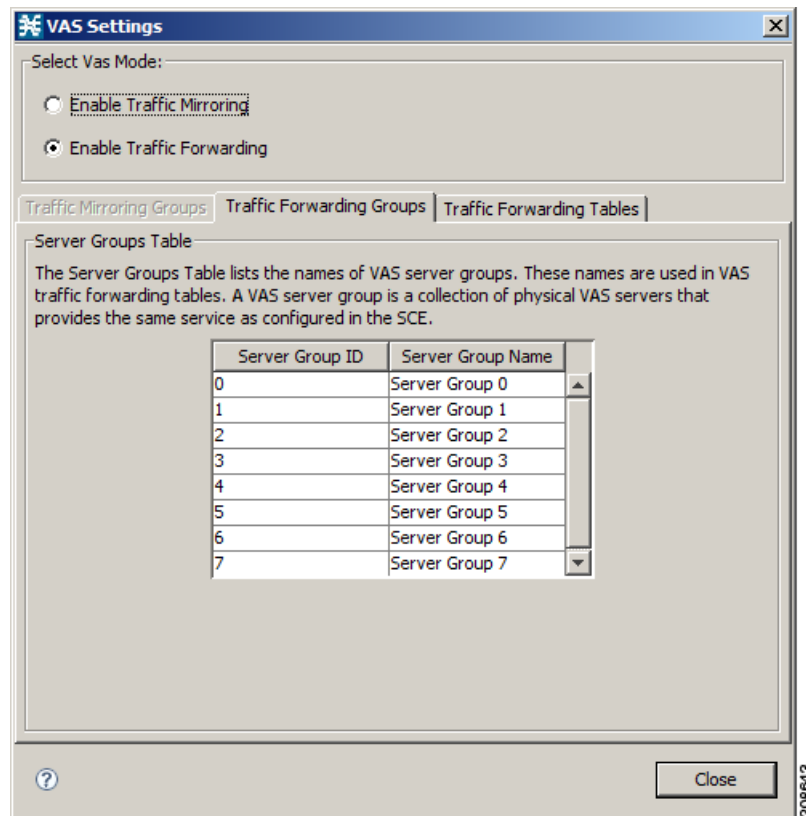 VAS Settings
Select Vas Mode:
Enable Traffic Mirroring
Enable Traffic Forwarding
Traffic Mirroring Groups Traffic Forwarding Groups Traffic Forwarding Tables
Server Groups Table
The Server Groups Table lists the names of VAS server groups. These names are used in VAS
traffic forwarding tables. A VAS server group is a collection of physical VAS servers that
provides the same service as configured in the SCE.
Server Group ID Server Group Name
0 Server Group 0
1 Server Group 1
2 Server Group 2
3 Server Group 3
4 Server Group 4
5 Server Group 5
6 Server Group 6
7 Server Group 7
? Close
208643